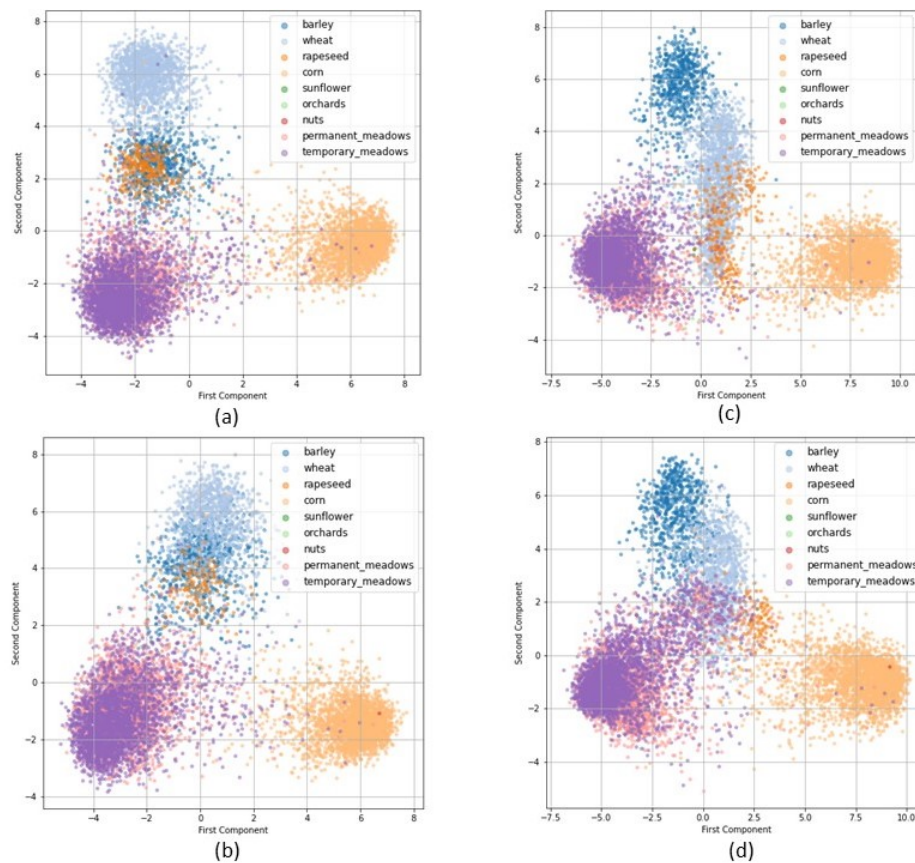 barley
wheat
rapeseed
corn
sunflower
orchards
nuts
permanent_meadows
temporary_meadows
Second Component
6
4
2
0
−2
−4
−4
−2
0
2
4
6
8
First Component
(a)
barley
wheat
rapeseed
corn
sunflower
orchards
nuts
permanent_meadows
temporary_meadows
Second Component
8
6
4
2
0
−2
−4
−7.5
−5.0
−2.5
0.0
2.5
5.0
7.5
10.0
First Component
(c)
barley
wheat
rapeseed
corn
sunflower
orchards
nuts
permanent_meadows
temporary_meadows
Second Component
8
6
4
2
0
−2
−4
−4
−2
0
2
4
6
8
First Component
(b)
barley
wheat
rapeseed
corn
sunflower
orchards
nuts
permanent_meadows
temporary_meadows
Second Component
8
6
4
2
0
−2
−4
−7.5
−5.0
−2.5
0.0
2.5
5.0
7.5
10.0
First Component
(d)